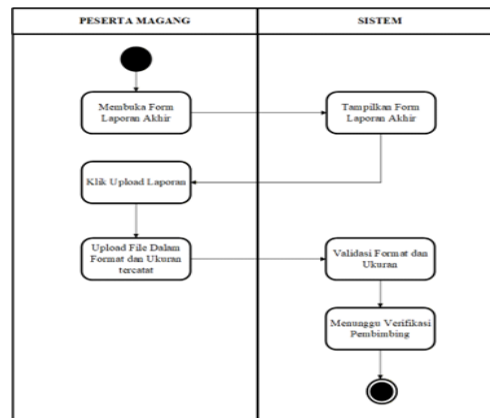 PESERTA MAGANG
SISTEM
Membuka Form
Laporan Akhir
Tampilkan Form
Laporan Akhir
Klik Upload Laporan
Upload File Dalam
Format dan Ukuran
tercatat
Validasi Format dan
Ukuran
Menunggu Verifikasi
Pembimbing